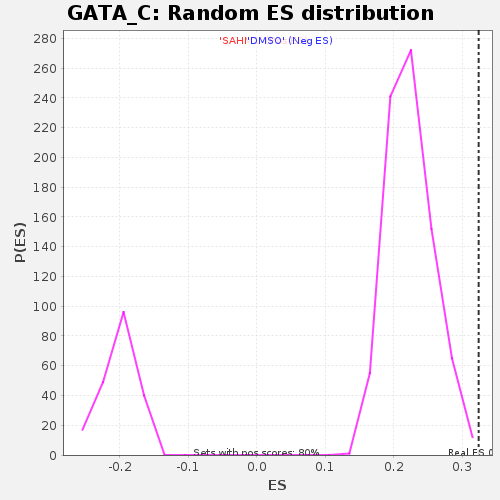 GATA_C: Random ES distribution
'SAHI'DMSO' (Neg ES)
280
260
240
220
200
180
160
140
120
100
80
60
40
20
0
P(ES)
Sets with pos scores: 80%
Real ES 0
-0.2 -0.1 0.0 0.1 0.2 0.3
ES